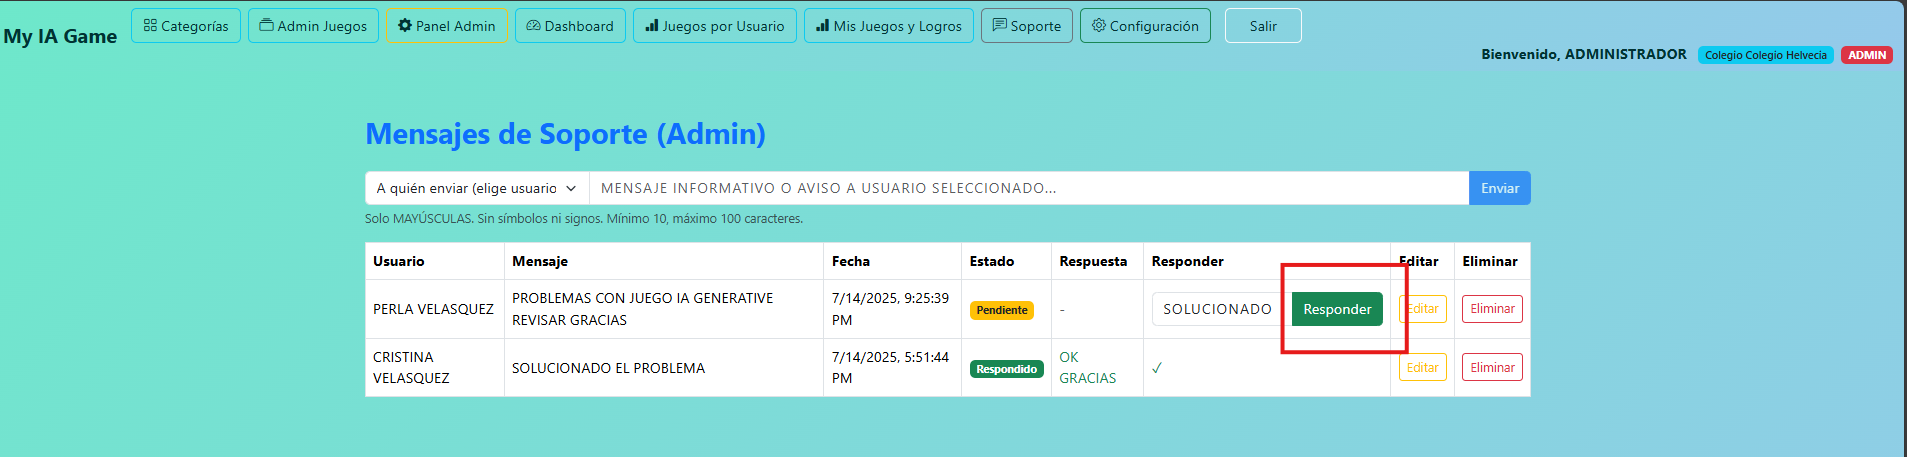 My IA Game
Categorías
Admin Juegos
Panel Admin
Dashboard
Juegos por Usuario
Mis Juegos y Logros
Soporte
Configuración
Salir
Bienvenido, ADMINISTRADOR
Colegio Colegio Helvecia
ADMIN
Mensajes de Soporte (Admin)
A quién enviar (elige usuario
MENSAJE INFORMATIVO O AVISO A USUARIO SELECCIONADO...
Enviar
Solo MAYÚSCULAS. Sin símbolos ni signos. Mínimo 10, máximo 100 caracteres.
Usuario
Mensaje
Fecha
Estado
Respuesta
Responder
Editar
Eliminar
PERLA VELASQUEZ
PROBLEMAS CON JUEGO IA GENERATIVE
REVISAR GRACIAS
7/14/2025, 9:25:39
PM
Pendiente
-
SOLUCIONADO
Responder
Editar
Eliminar
CRISTINA
VELASQUEZ
SOLUCIONADO EL PROBLEMA
7/14/2025, 5:51:44
PM
Respondido
OK
GRACIAS
✓
Editar
Eliminar